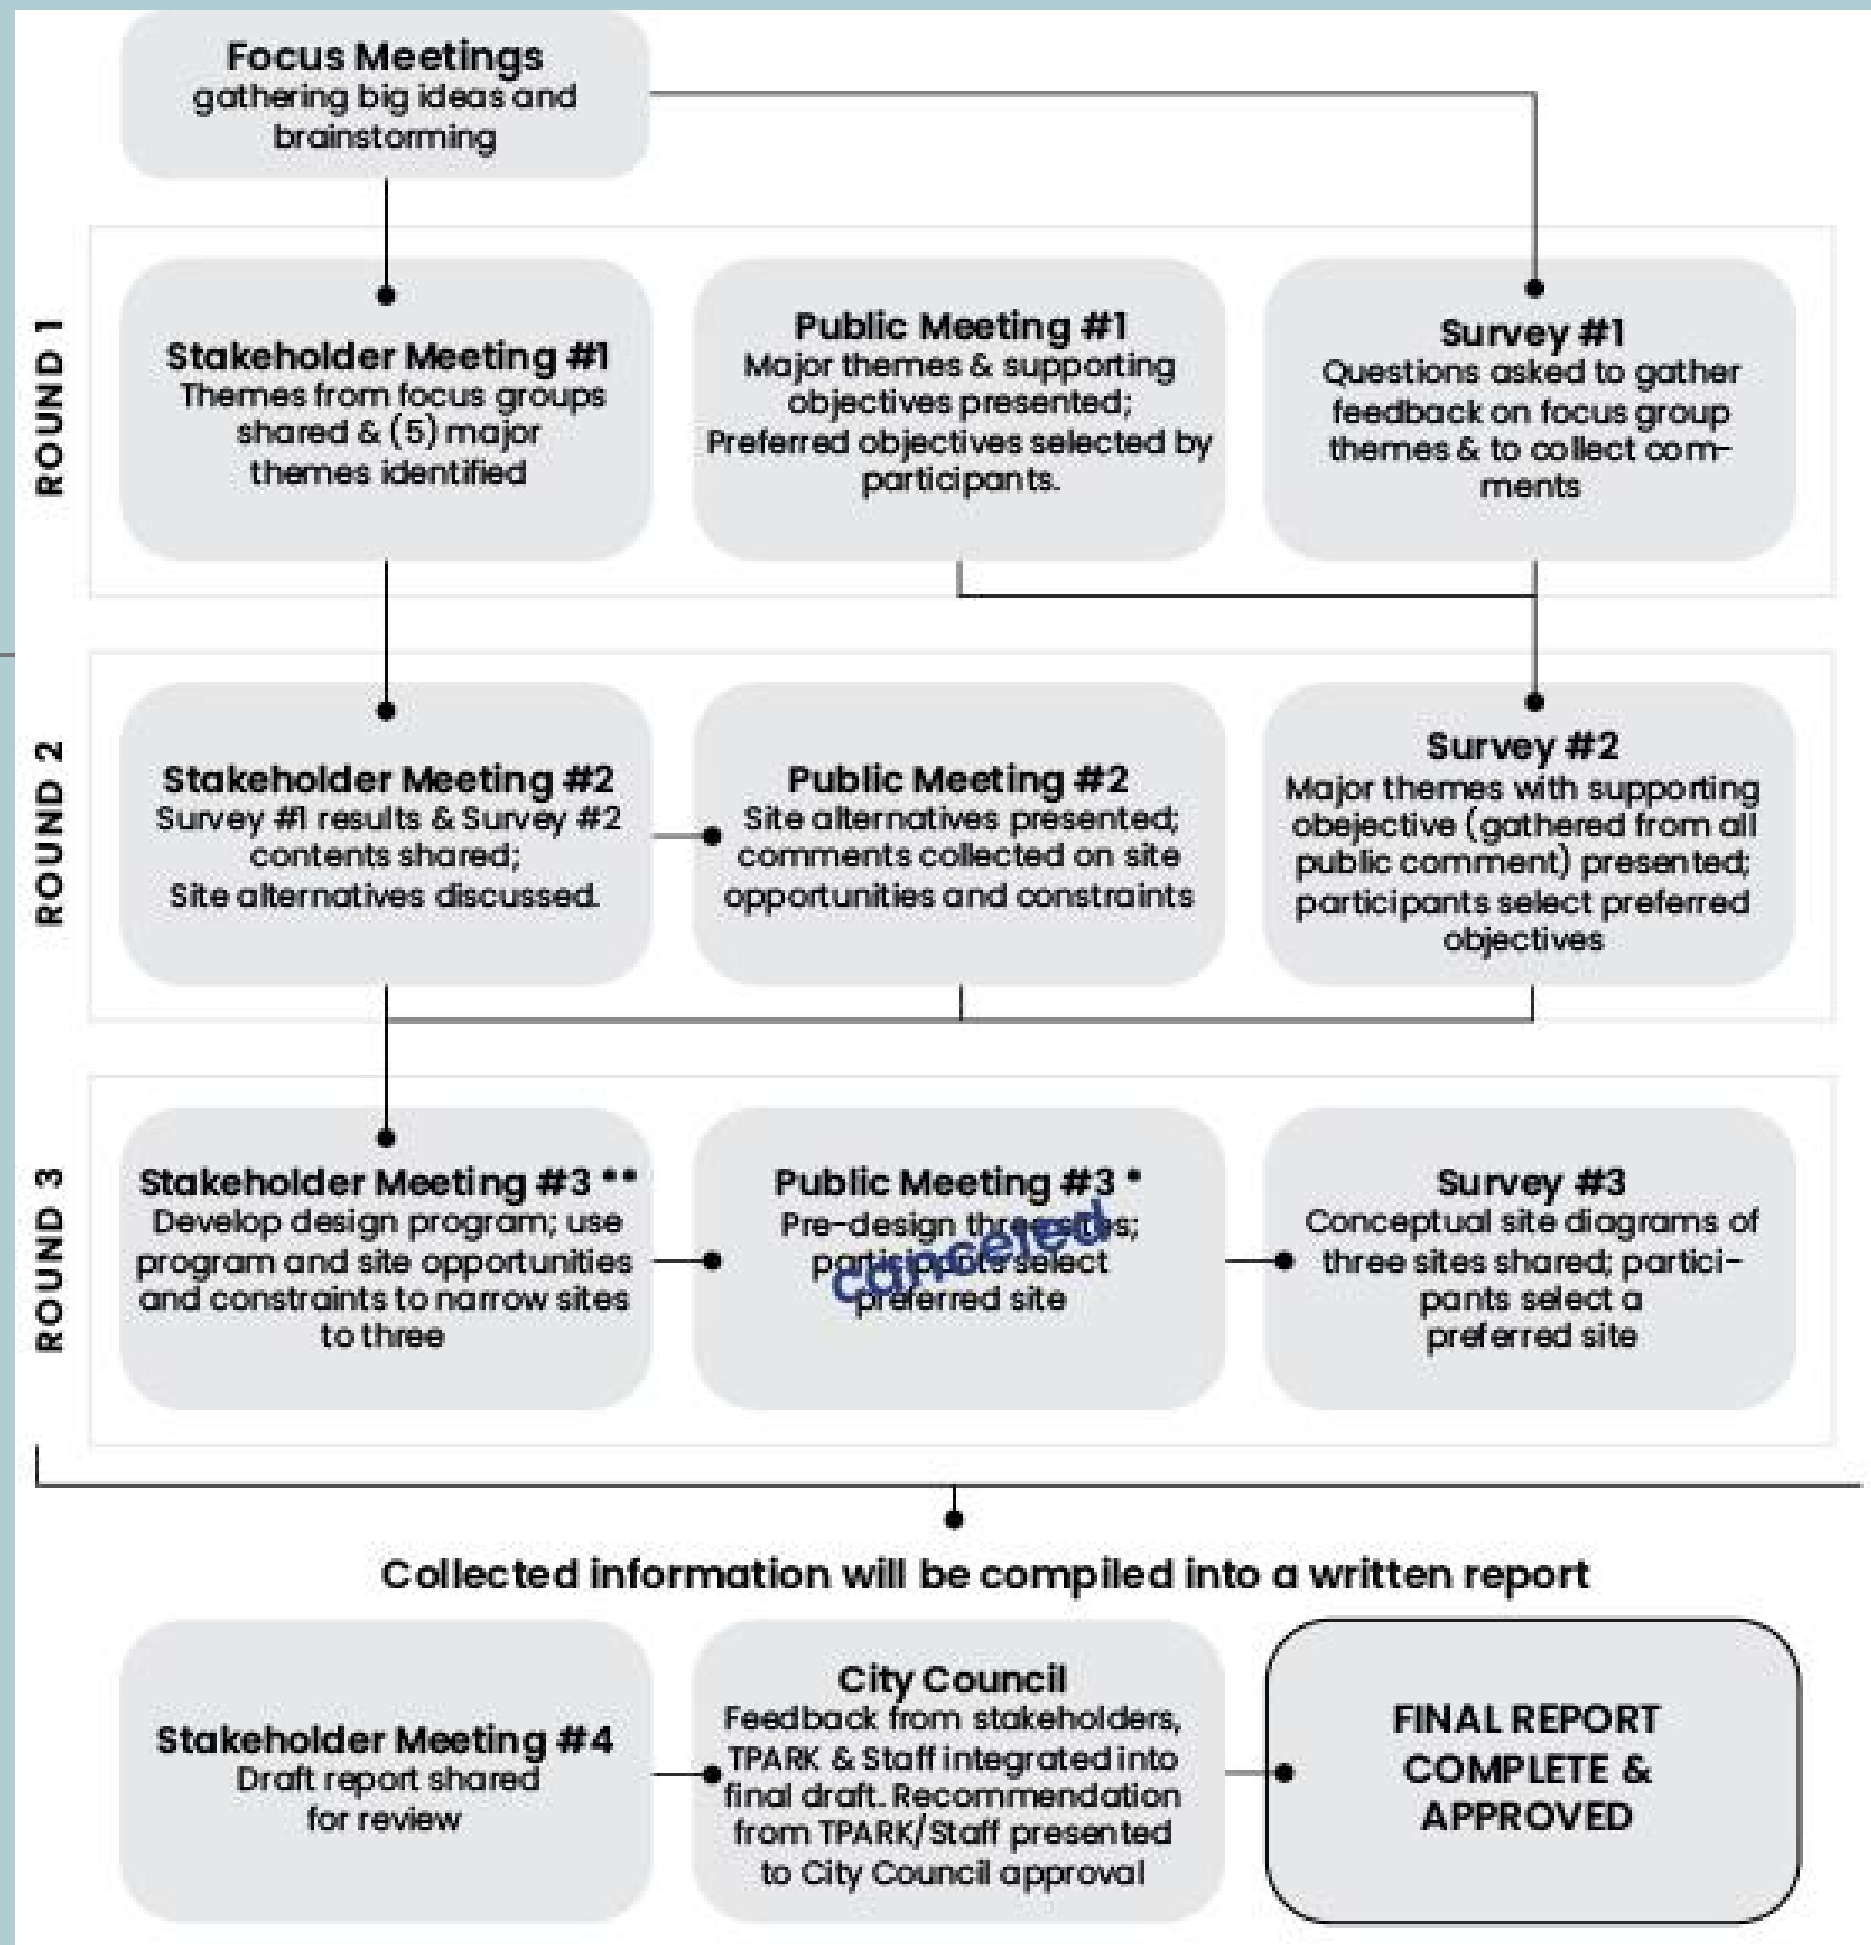 Focus Meetings
gathering big ideas and
brainstorming
ROUND 1
Stakeholder Meeting #1
Themes from focus groups
shared & (5) major
themes identified
Public Meeting #1
Major themes & supporting
objectives presented;
Preferred objectives selected by
participants.
Survey #1
Questions asked to gather
feedback on focus group
themes & to collect com-
ments
ROUND 2
Stakeholder Meeting #2
Survey #1 results & Survey #2
contents shared;
Site alternatives discussed.
Public Meeting #2
Site alternatives presented;
comments collected on site
opportunities and constraints
Survey #2
Major themes with supporting
obejective (gathered from all
public comment) presented;
participants select preferred
objectives
ROUND 3
Stakeholder Meeting #3 **
Develop design program; use
program and site opportunities
and constraints to narrow sites
to three
Public Meeting #3 *
Pre-design three sites;
participants select
preferred site
canceled
Survey #3
Conceptual site diagrams of
three sites shared; partici-
pants select a
preferred site
Collected information will be compiled into a written report
Stakeholder Meeting #4
Draft report shared
for review
City Council
Feedback from stakeholders,
TPARK & Staff integrated into
final draft. Recommendation
from TPARK/Staff presented
to City Council approval
FINAL REPORT
COMPLETE &
APPROVED